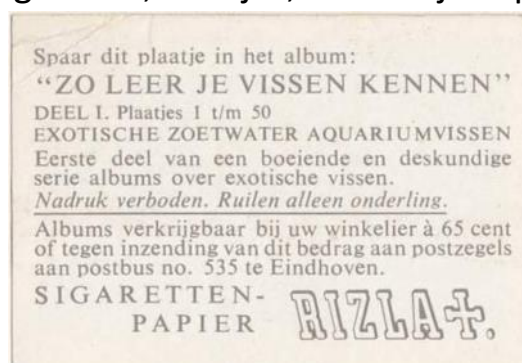 Spaar dit plaatje in het album:
“ZO LEER JE VISSEN KENNEN”
DEEL I. Plaatjes 1 t/m 50
EXOTISCHE ZOETWATER AQUARIUMVISSEN
Eerste deel van een boeiende en deskundige
serie albums over exotische vissen.
Nadruk verboden. Ruilen alleen onderling.
Albums verkrijgbaar bij uw winkelier à 65 cent
of tegen inzending van dit bedrag aan postzegels
aan postbus no. 535 te Eindhoven.
SIGARETTEN-
PAPIER RIZLA+.